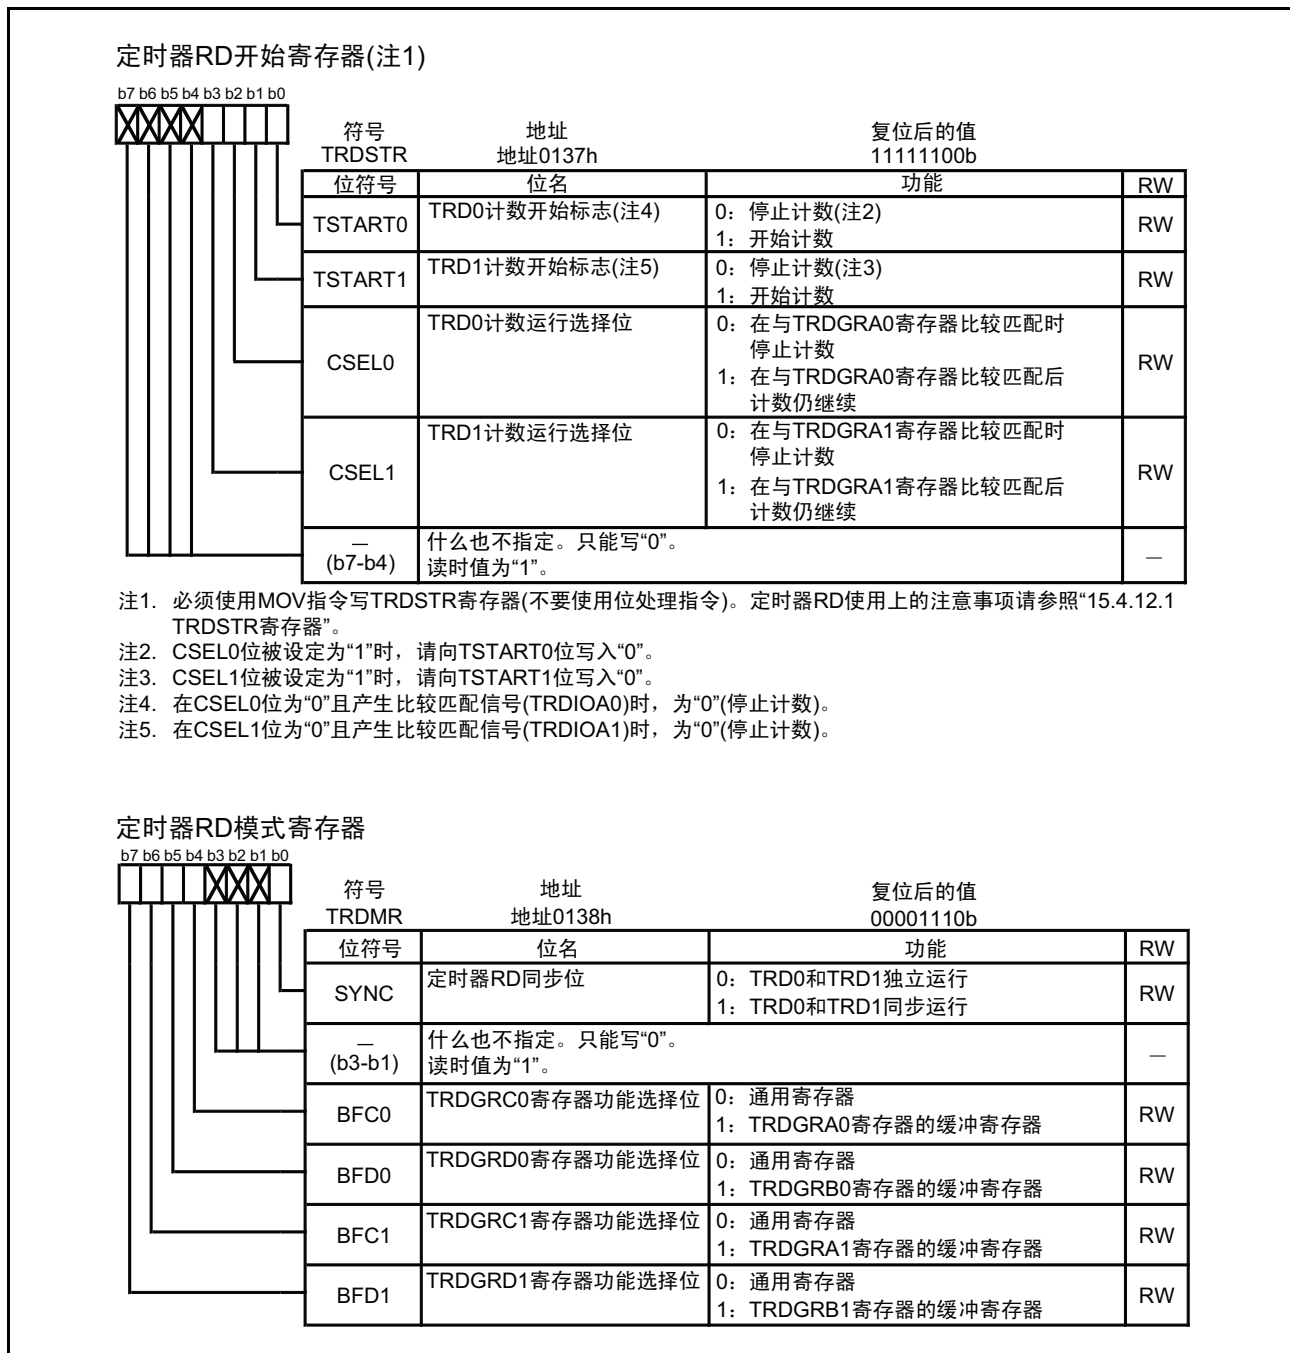 定时器RD开始寄存器(注1)
b7 b6 b5 b4 b3 b2 b1 b0
符号 地址 复位后的值
TRDSTR 地址0137h 11111100b
位符号 位名 功能 RW
TSTART0 TRD0计数开始标志(注4) 0：停止计数(注2) RW
1：开始计数
TSTART1 TRD1计数开始标志(注5) 0：停止计数(注3) RW
1：开始计数
CSEL0 TRD0计数运行选择位 0：在与TRDGRA0寄存器比较匹配时 RW
停止计数
1：在与TRDGRA0寄存器比较匹配后
计数仍继续
CSEL1 TRD1计数运行选择位 0：在与TRDGRA1寄存器比较匹配时 RW
停止计数
1：在与TRDGRA1寄存器比较匹配后
计数仍继续
— 什么也不指定。只能写“0”。 —
(b7-b4) 读时值为“1”。
注1. 必须使用MOV指令写TRDSTR寄存器(不要使用位处理指令)。定时器RD使用上的注意事项请参照“15.4.12.1
TRDSTR寄存器”。
注2. CSEL0位被设定为“1”时，请向TSTART0位写入“0”。
注3. CSEL1位被设定为“1”时，请向TSTART1位写入“0”。
注4. 在CSEL0位为“0”且产生比较匹配信号(TRDIOA0)时，为“0”(停止计数)。
注5. 在CSEL1位为“0”且产生比较匹配信号(TRDIOA1)时，为“0”(停止计数)。
定时器RD模式寄存器
b7 b6 b5 b4 b3 b2 b1 b0
符号 地址 复位后的值
TRDMR 地址0138h 00001110b
位符号 位名 功能 RW
SYNC 定时器RD同步位 0：TRD0和TRD1独立运行 RW
1：TRD0和TRD1同步运行
— 什么也不指定。只能写“0”。 —
(b3-b1) 读时值为“1”。
BFC0 TRDGRC0寄存器功能选择位 0：通用寄存器 RW
1：TRDGRA0寄存器的缓冲寄存器
BFD0 TRDGRD0寄存器功能选择位 0：通用寄存器 RW
1：TRDGRB0寄存器的缓冲寄存器
BFC1 TRDGRC1寄存器功能选择位 0：通用寄存器 RW
1：TRDGRA1寄存器的缓冲寄存器
BFD1 TRDGRD1寄存器功能选择位 0：通用寄存器 RW
1：TRDGRB1寄存器的缓冲寄存器